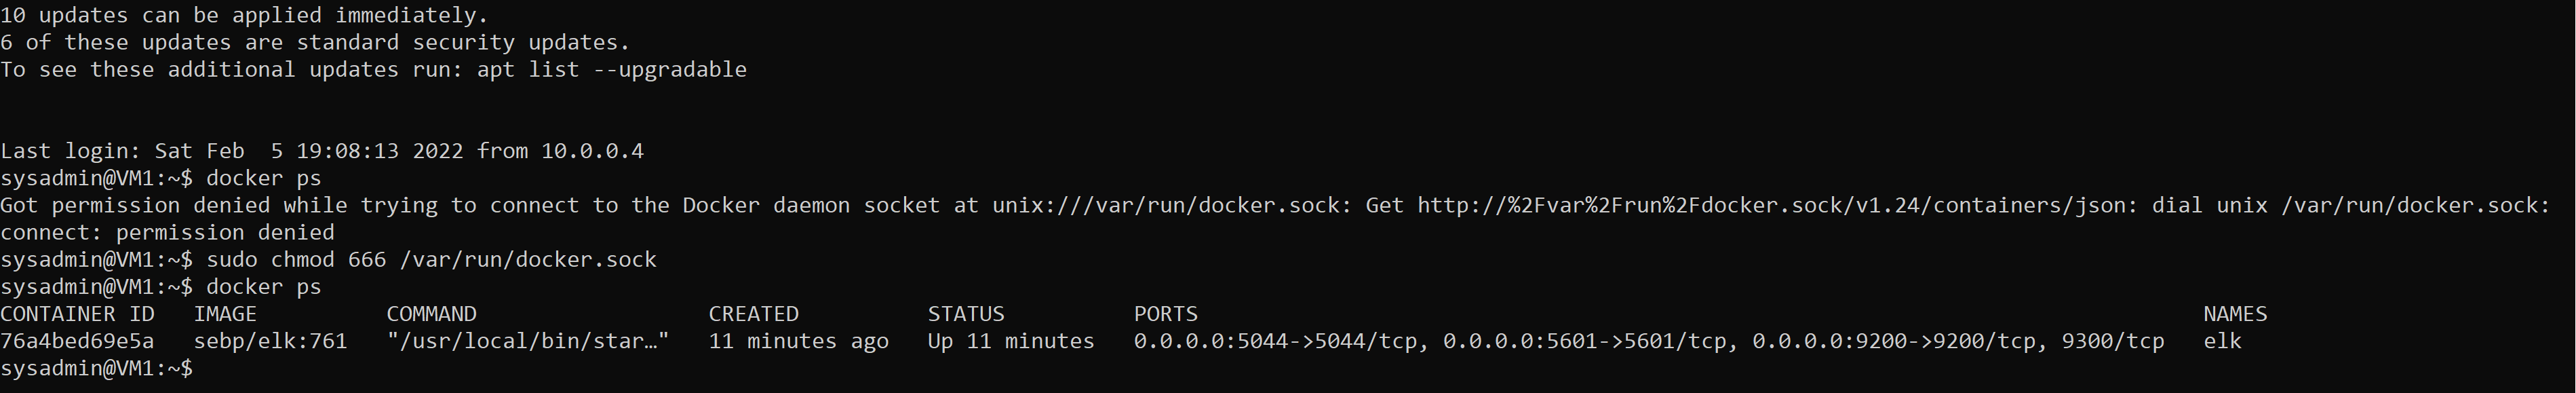 10 updates can be applied immediately.
6 of these updates are standard security updates.
To see these additional updates run: apt list --upgradable
Last login: Sat Feb  5 19:08:13 2022 from 10.0.0.4
sysadmin@VM1:~$ docker ps
Got permission denied while trying to connect to the Docker daemon socket at unix:///var/run/docker.sock: Get http://%2Fvar%2Frun%2Fdocker.sock/v1.24/containers/json: dial unix /var/run/docker.sock:
connect: permission denied
sysadmin@VM1:~$ sudo chmod 666 /var/run/docker.sock
sysadmin@VM1:~$ docker ps
CONTAINER ID   IMAGE          COMMAND                  CREATED          STATUS          PORTS                                                                              NAMES
76a4bed69e5a   sebp/elk:761   "/usr/local/bin/star…"   11 minutes ago   Up 11 minutes   0.0.0.0:5044->5044/tcp, 0.0.0.0:5601->5601/tcp, 0.0.0.0:9200->9200/tcp, 9300/tcp   elk
sysadmin@VM1:~$